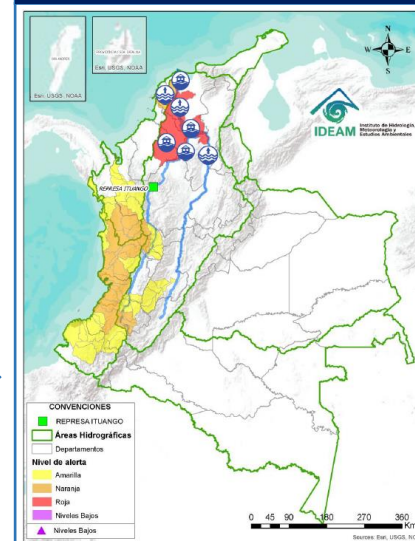 Esri, USGS, NOAA
Esri, USGS, NOAA
N
W E
S
IDEAM
Instituto de Hidrología,
Meteorología y
Estudios Ambientales
REPRESA ITUANGO
CONVENCIONES
REPRESA ITUANGO
Áreas Hidrográficas
Departamentos
Nivel de alerta
Amarilla
Naranja
Roja
Niveles Bajos
Niveles Bajos
0 45 90 180 270 360
Km
Sources: Esri, USGS, NO